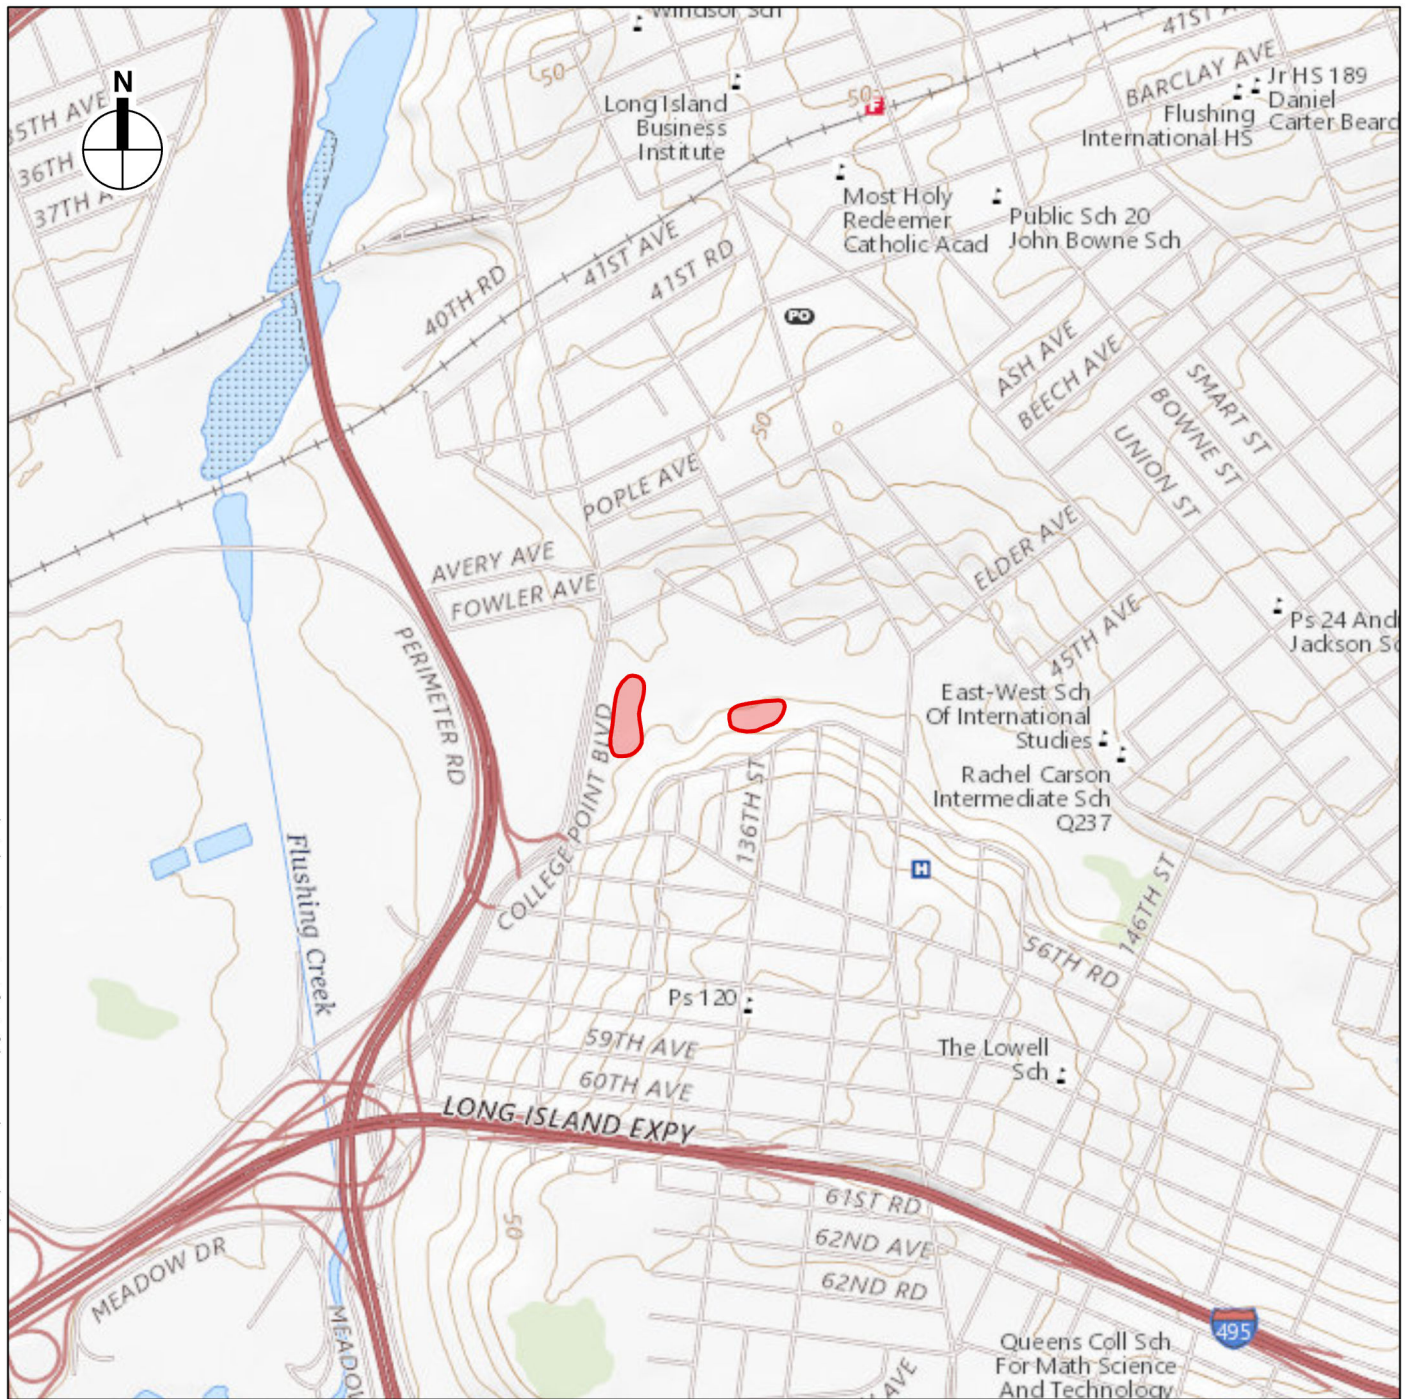 Windsor Sch
41ST A
N
35TH AVE
36TH
37TH A
50
Long Island
Business
Institute
50
F
BARCLAY AVE
Jr HS 189
Daniel
Carter Beard
Flushing
International HS
Most Holy
Redeemer
Catholic Acad
Public Sch 20
John Bowne Sch
40TH RD
41ST AVE
41ST RD
PO
ASH AVE
BEECH AVE
SMART ST
BOWNE ST
UNION ST
50
POPLE AVE
AVERY AVE
FOWLER AVE
ELDER AVE
45TH AVE
Ps 24 And
Jackson Sc
PERIMETER RD
COLLEGE POINT BLVD
136TH ST
East-West Sch
Of International
Studies
Rachel Carson
Intermediate Sch
Q237
H
Flushing Creek
146TH ST
56TH RD
Ps 120
59TH AVE
60TH AVE
The Lowell
Sch
LONG ISLAND EXPY
61ST RD
62ND AVE
62ND RD
50
MEADOW DR
MEADOW
495
Queens Coll Sch
For Math Science
And Technology
AVE